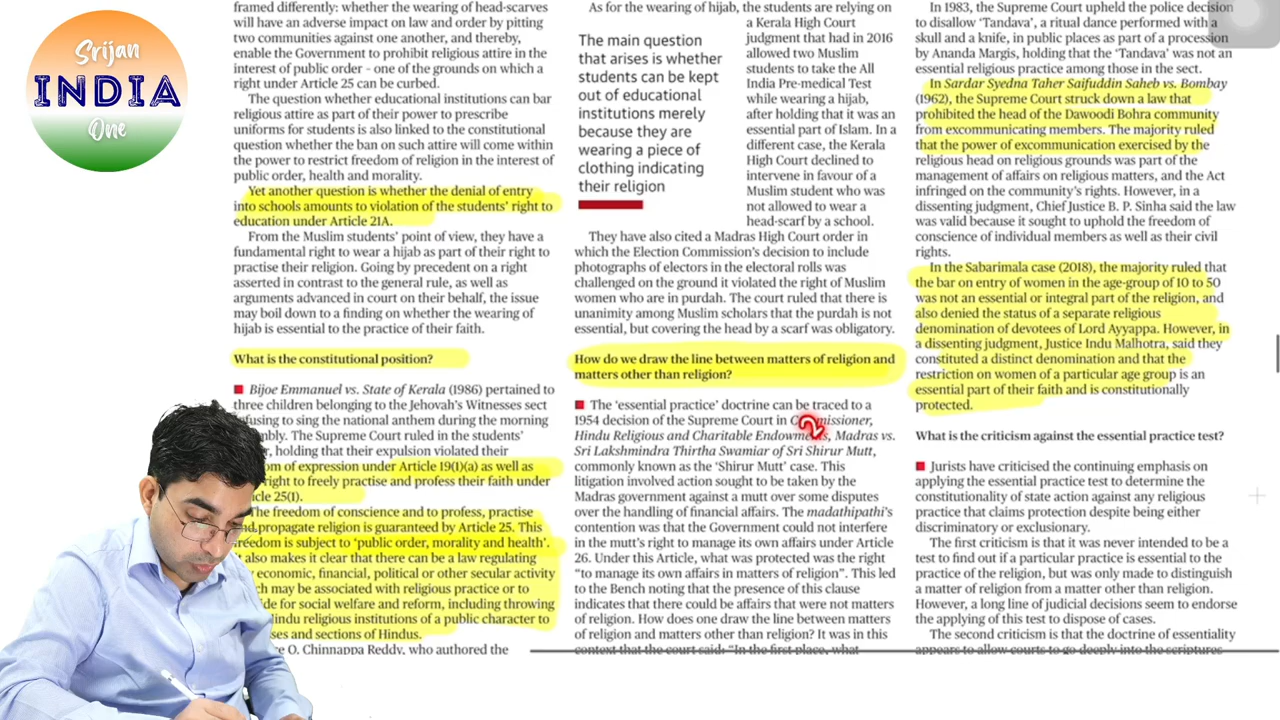 Srijan
INDIA
One
framed differently: whether the wearing of head-scarves
will have an adverse impact on law and order by pitting
two communities against one another, and thereby,
enable the Government to prohibit religious attire in the
interest of public order - one of the grounds on which a
right under Article 25 can be curbed.
The question whether educational institutions can bar
religious attire as part of their power to prescribe
uniforms for students is also linked to the constitutional
question whether the ban on such attire will come within
the power to restrict freedom of religion in the interest of
public order, health and morality.
Yet another question is whether the denial of entry
into schools amounts to violation of the students' right to
education under Article 21A.
From the Muslim students' point of view, they have a
fundamental right to wear a hijab as part of their right to
practise their religion. Going by precedent on a right
asserted in contrast to the general rule, as well as
arguments advanced in court on their behalf, the issue
may boil down to a finding on whether the wearing of
hijab is essential to the practice of their faith.
What is the constitutional position?
Bijoe Emmanuel vs. State of Kerala (1986) pertained to
three children belonging to the Jehovah's Witnesses sect
using to sing the national anthem during the morning
mbly. The Supreme Court ruled in the students'
holding that their expulsion violated their
om of expression under Article 19(1)(a) as well as
right to freely practise and profess their faith under
cle 25(1).
The freedom of conscience and to profess, practise
propagate religion is guaranteed by Article 25. This
reedom is subject to 'public order, morality and health'.
also makes it clear that there can be a law regulating
economic, financial, political or other secular activity
ch may be associated with religious practice or to
ide for social welfare and reform, including throwing
indu religious institutions of a public character to
ses and sections of Hindus.
O. Chinnappa Reddy, who authored the
As for the wearing of hijab, the students are relying on
a Kerala High Court
judgment that had in 2016
allowed two Muslim
students to take the All
India Pre-medical Test
while wearing a hijab,
after holding that it was an
essential part of Islam. In a
different case, the Kerala
High Court declined to
intervene in favour of a
Muslim student who was
not allowed to wear a
head-scarf by a school.
The main question
that arises is whether
students can be kept
out of educational
institutions merely
because they are
wearing a piece of
clothing indicating
their religion
They have also cited a Madras High Court order in
which the Election Commission's decision to include
photographs of electors in the electoral rolls was
challenged on the ground it violated the right of Muslim
women who are in purdah. The court ruled that there is
unanimity among Muslim scholars that the purdah is not
essential, but covering the head by a scarf was obligatory.
How do we draw the line between matters of religion and
matters other than religion?
The 'essential practice' doctrine can be traced to a
1954 decision of the Supreme Court in Commissioner,
Hindu Religious and Charitable Endowments, Madras vs.
Sri Lakshmindra Thirtha Swamiar of Sri Shirur Mutt,
commonly known as the 'Shirur Mutt' case. This
litigation involved action sought to be taken by the
Madras government against a mutt over some disputes
over the handling of financial affairs. The madathipathi's
contention was that the Government could not interfere
in the mutt's right to manage its own affairs under Article
26. Under this Article, what was protected was the right
"to manage its own affairs in matters of religion". This led
to the Bench noting that the presence of this clause
indicates that there could be affairs that were not matters
of religion. How does one draw the line between matters
of religion and matters other than religion? It was in this
context that the court said: "In the first place, what
In 1983, the Supreme Court upheld the police decision
to disallow 'Tandava', a ritual dance performed with a
skull and a knife, in public places as part of a procession
by Ananda Margis, holding that the 'Tandava' was not an
essential religious practice among those in the sect.
In Sardar Syedna Taher Saifuddin Saheb vs. Bombay
(1962), the Supreme Court struck down a law that
prohibited the head of the Dawoodi Bohra community
from excommunicating members. The majority ruled
that the power of excommunication exercised by the
religious head on religious grounds was part of the
management of affairs on religious matters, and the Act
infringed on the community's rights. However, in a
dissenting judgment, Chief Justice B. P. Sinha said the law
was valid because it sought to uphold the freedom of
conscience of individual members as well as their civil
rights.
In the Sabarimala case (2018), the majority ruled that
the bar on entry of women in the age-group of 10 to 50
was not an essential or integral part of the religion, and
also denied the status of a separate religious
denomination of devotees of Lord Ayyappa. However, in
a dissenting judgment, Justice Indu Malhotra, said they
constituted a distinct denomination and that the
restriction on women of a particular age group is an
essential part of their faith and is constitutionally
protected.
What is the criticism against the essential practice test?
Jurists have criticised the continuing emphasis on
applying the essential practice test to determine the
constitutionality of state action against any religious
practice that claims protection despite being either
discriminatory or exclusionary.
The first criticism is that it was never intended to be a
test to find out if a particular practice is essential to the
practice of the religion, but was only made to distinguish
a matter of religion from a matter other than religion.
However, a long line of judicial decisions seem to endorse
the applying of this test to dispose of cases.
The second criticism is that the doctrine of essentiality
appears to allow courts to go deeply into the scriptures